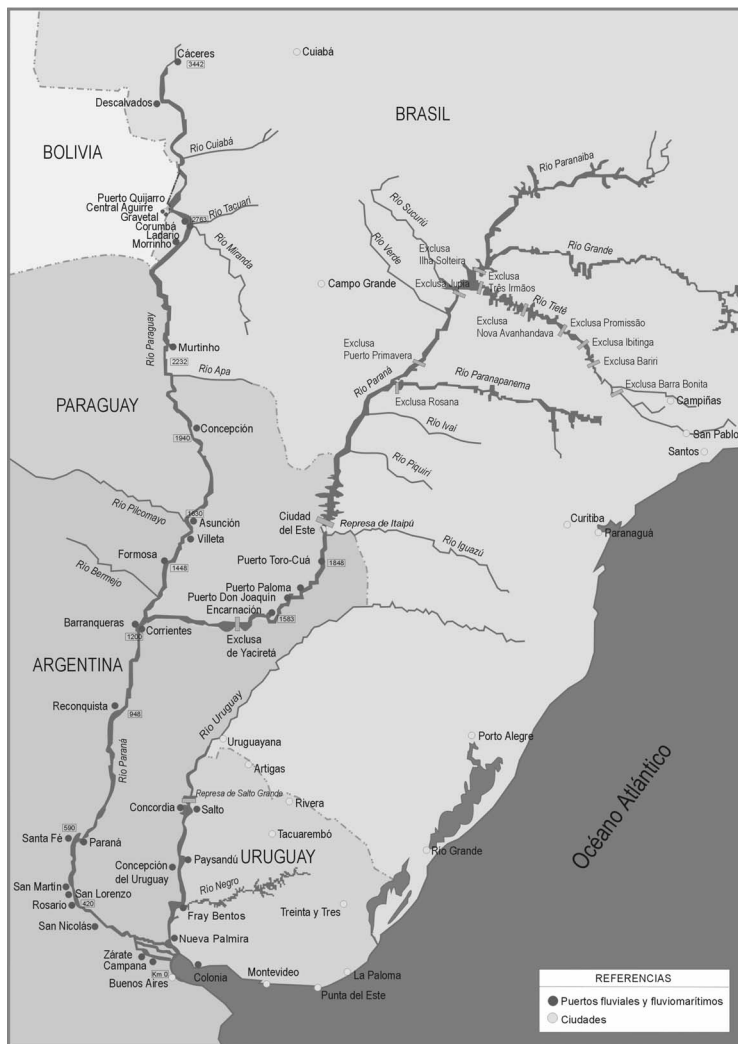 Cáceres
3442
Cuiabá
Descalvados
BRASIL
BOLIVIA
Río Cuiabá
Río Paranaiba
Puerto Quijarro
Central Aguirre
Gravetal
Corumbá
Ladario
Morrinho
2763
Río Tacuarí
Río Miranda
Río Sucuriú
Río Verde
Río Grande
Exclusa
Ilha Solteira
Exclusa
Três Irmãos
Exclusa Jupia
Campo Grande
Río Tieté
Exclusa
Nova Avanhandava
Exclusa Promissão
Exclusa Ibitinga
Exclusa Bariri
Exclusa Barra Bonita
Campiñas
San Pablo
Santos
Río Paraguay
Murtinho
2232
Río Apa
Exclusa
Puerto Primavera
Río Paraná
Río Paranapanema
Exclusa Rosana
Río Ivai
Río Piquirí
PARAGUAY
Concepción
1940
Río Pilcomayo
1630
Asunción
Villeta
Ciudad
del Este
Represa de Itaipú
Río Iguazú
Curitiba
Paranaguá
Formosa
1448
Río Bermejo
Puerto Toro-Cuá
1848
Puerto Paloma
Puerto Don Joaquín
Encarnación
1583
Barranqueras
1200
Corrientes
Exclusa
de Yaciretá
ARGENTINA
Reconquista
948
Río Paraná
Río Uruguay
Uruguayana
Artigas
Porto Alegre
Represa de Salto Grande
Concordia
Salto
Rivera
Tacuarembó
590
Santa Fé
Paraná
Paysandú
URUGUAY
Concepción
del Uruguay
Río Grande
Océano Atlántico
San Martín
San Lorenzo
Rosario
420
Río Negro
Fray Bentos
Treinta y Tres
San Nicolás
Nueva Palmira
Zárate
Campana
Km 0
Buenos Aires
Colonia
Montevideo
La Paloma
Punta del Este
REFERENCIAS
Puertos fluviales y fluviomarítimos
Ciudades